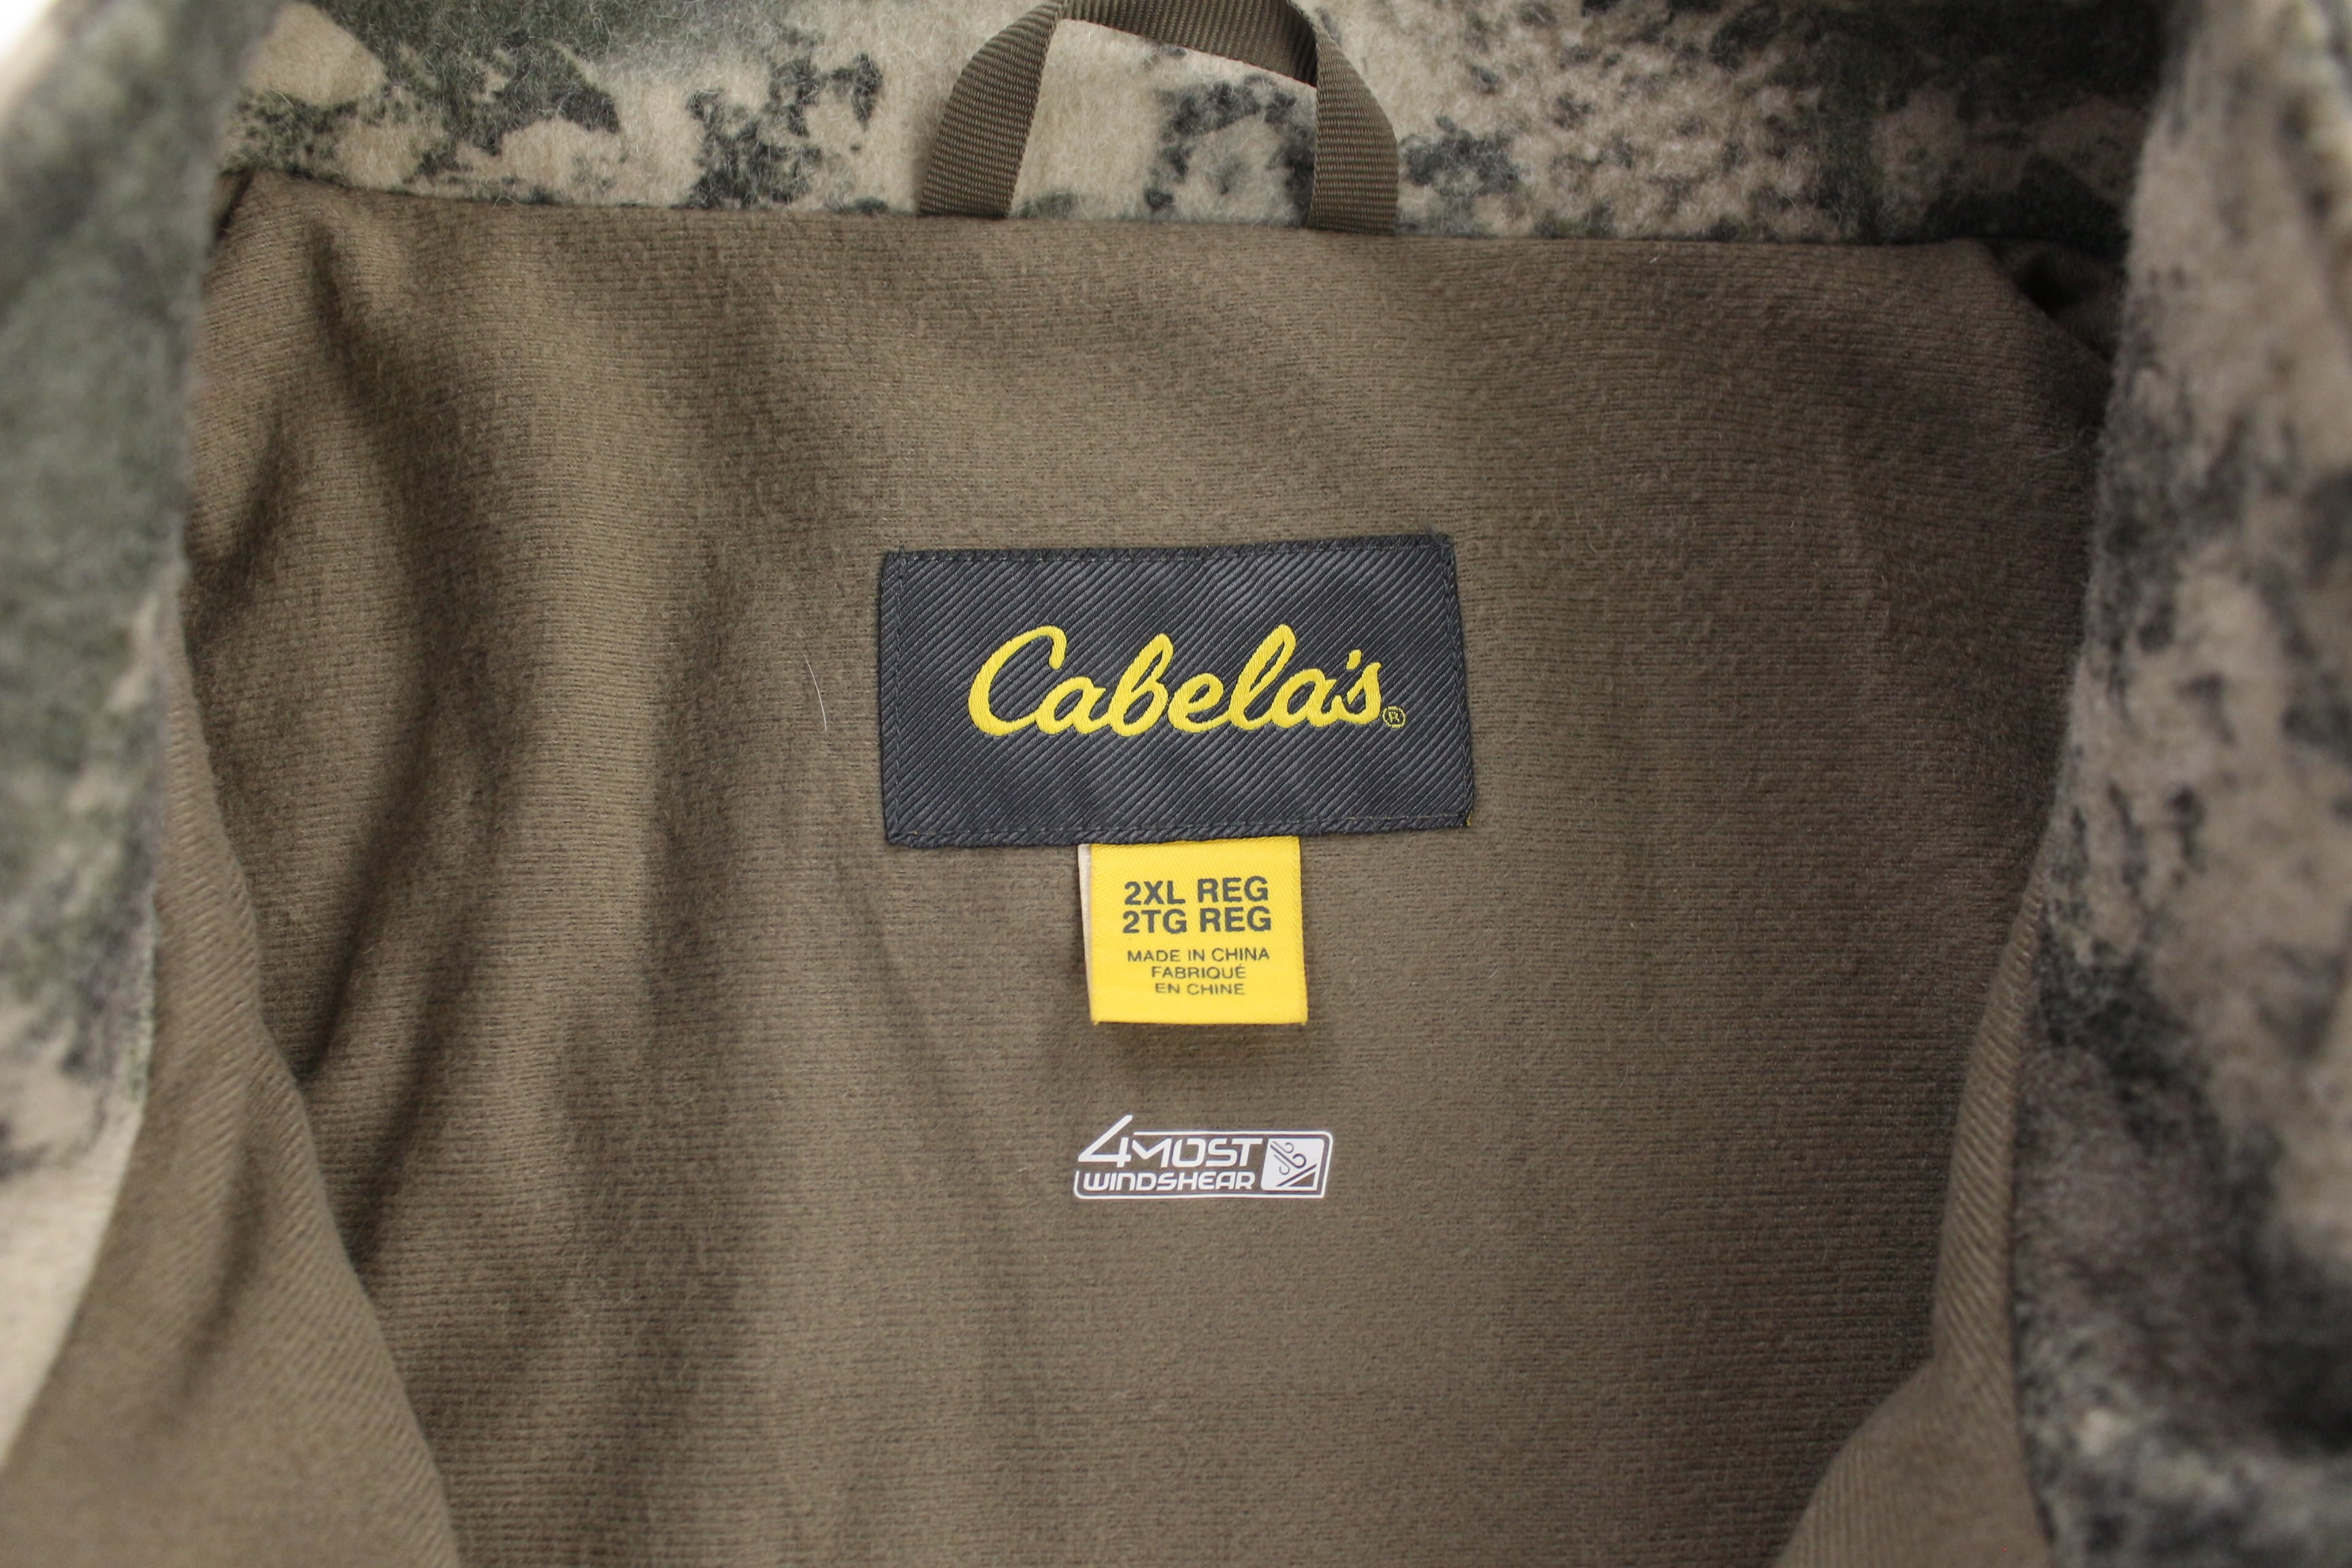 Cabela's®
2XL REG
2TG REG
MADE IN CHINA
FABRIQUÉ
EN CHINE
4MOST
WINDSHEAR